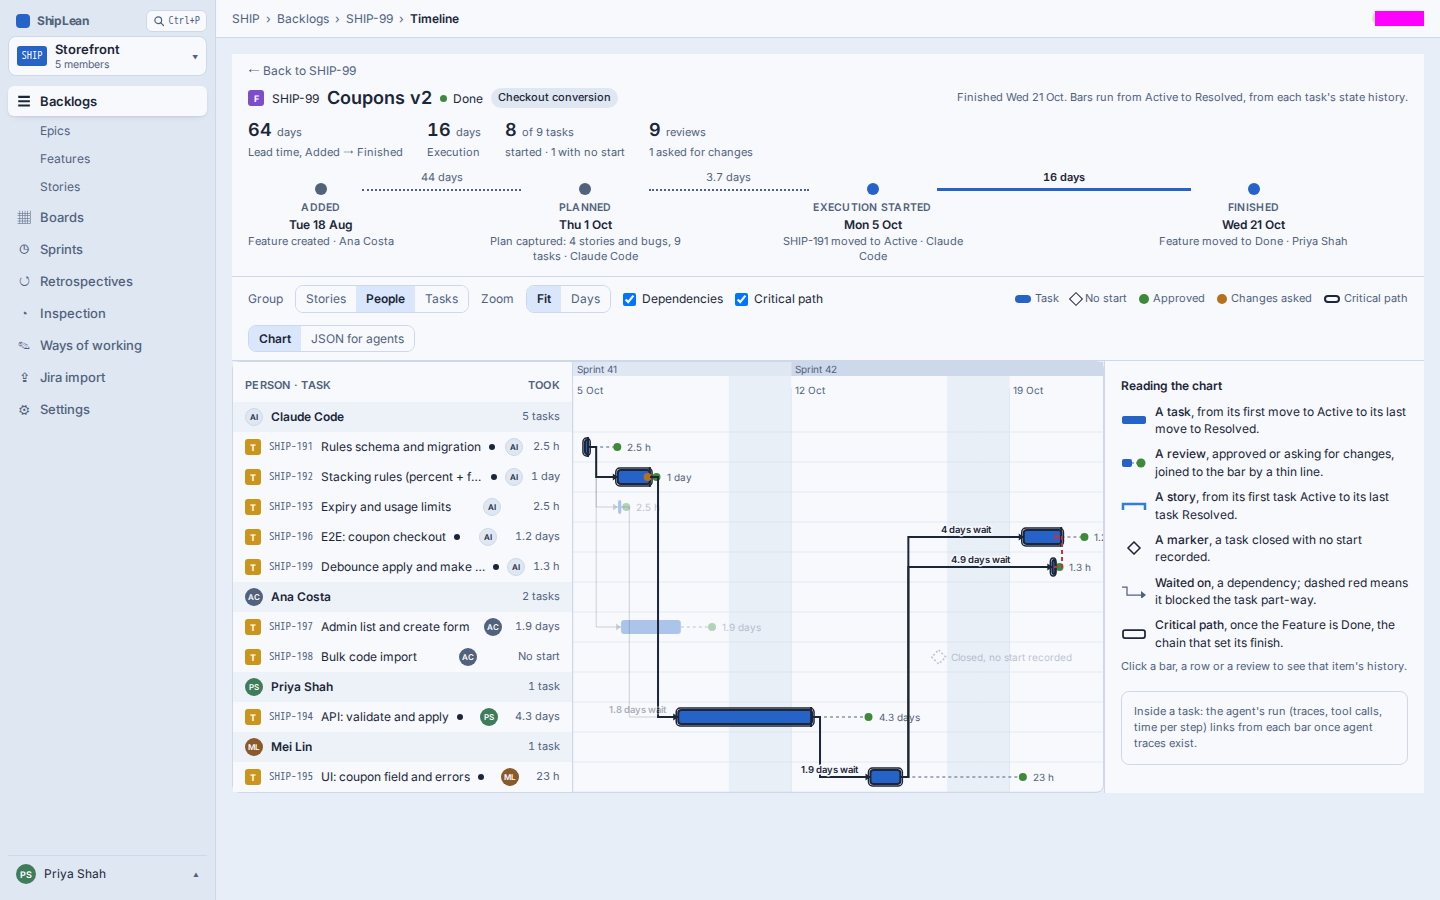 ShipLean
Ctrl+P
SHIP
Storefront
5 members
Backlogs
Epics
Features
Stories
Boards
Sprints
Retrospectives
Inspection
Ways of working
Jira import
Settings
PS
Priya Shah
SHIP › Backlogs › SHIP-99 › Timeline
← Back to SHIP-99
F SHIP-99 Coupons v2 Done Checkout conversion
Finished Wed 21 Oct. Bars run from Active to Resolved, from each task's state history.
64 days
Lead time, Added → Finished
16 days
Execution
8 of 9 tasks
started · 1 with no start
9 reviews
1 asked for changes
44 days
3.7 days
16 days
ADDED
Tue 18 Aug
Feature created · Ana Costa
PLANNED
Thu 1 Oct
Plan captured: 4 stories and bugs, 9
tasks · Claude Code
EXECUTION STARTED
Mon 5 Oct
SHIP-191 moved to Active · Claude
Code
FINISHED
Wed 21 Oct
Feature moved to Done · Priya Shah
Group Stories People Tasks Zoom Fit Days Dependencies Critical path
Task No start Approved Changes asked Critical path
Chart JSON for agents
PERSON · TASK TOOK
Sprint 41 Sprint 42
5 Oct 12 Oct 19 Oct
AI Claude Code 5 tasks
T SHIP-191 Rules schema and migration AI 2.5 h
2.5 h
T SHIP-192 Stacking rules (percent + f... AI 1 day
1 day
T SHIP-193 Expiry and usage limits AI 2.5 h
2.5 h
T SHIP-196 E2E: coupon checkout AI 1.2 days
4 days wait
1.2
T SHIP-199 Debounce apply and make ... AI 1.3 h
4.9 days wait
1.3 h
AC Ana Costa 2 tasks
T SHIP-197 Admin list and create form AC 1.9 days
1.9 days
T SHIP-198 Bulk code import AC No start
Closed, no start recorded
PS Priya Shah 1 task
T SHIP-194 API: validate and apply PS 4.3 days
1.8 days wait
4.3 days
ML Mei Lin 1 task
T SHIP-195 UI: coupon field and errors ML 23 h
1.9 days wait
23 h
Reading the chart
A task, from its first move to Active to its last
move to Resolved.
A review, approved or asking for changes,
joined to the bar by a thin line.
A story, from its first task Active to its last
task Resolved.
A marker, a task closed with no start
recorded.
Waited on, a dependency; dashed red means
it blocked the task part-way.
Critical path, once the Feature is Done, the
chain that set its finish.
Click a bar, a row or a review to see that item's history.
Inside a task: the agent's run (traces, tool calls,
time per step) links from each bar once agent
traces exist.